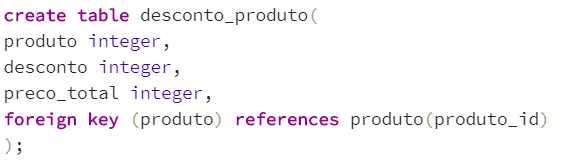 create table desconto_produto(
produto integer,
desconto integer,
preco_total integer,
foreign key (produto) references produto(produto_id)
);